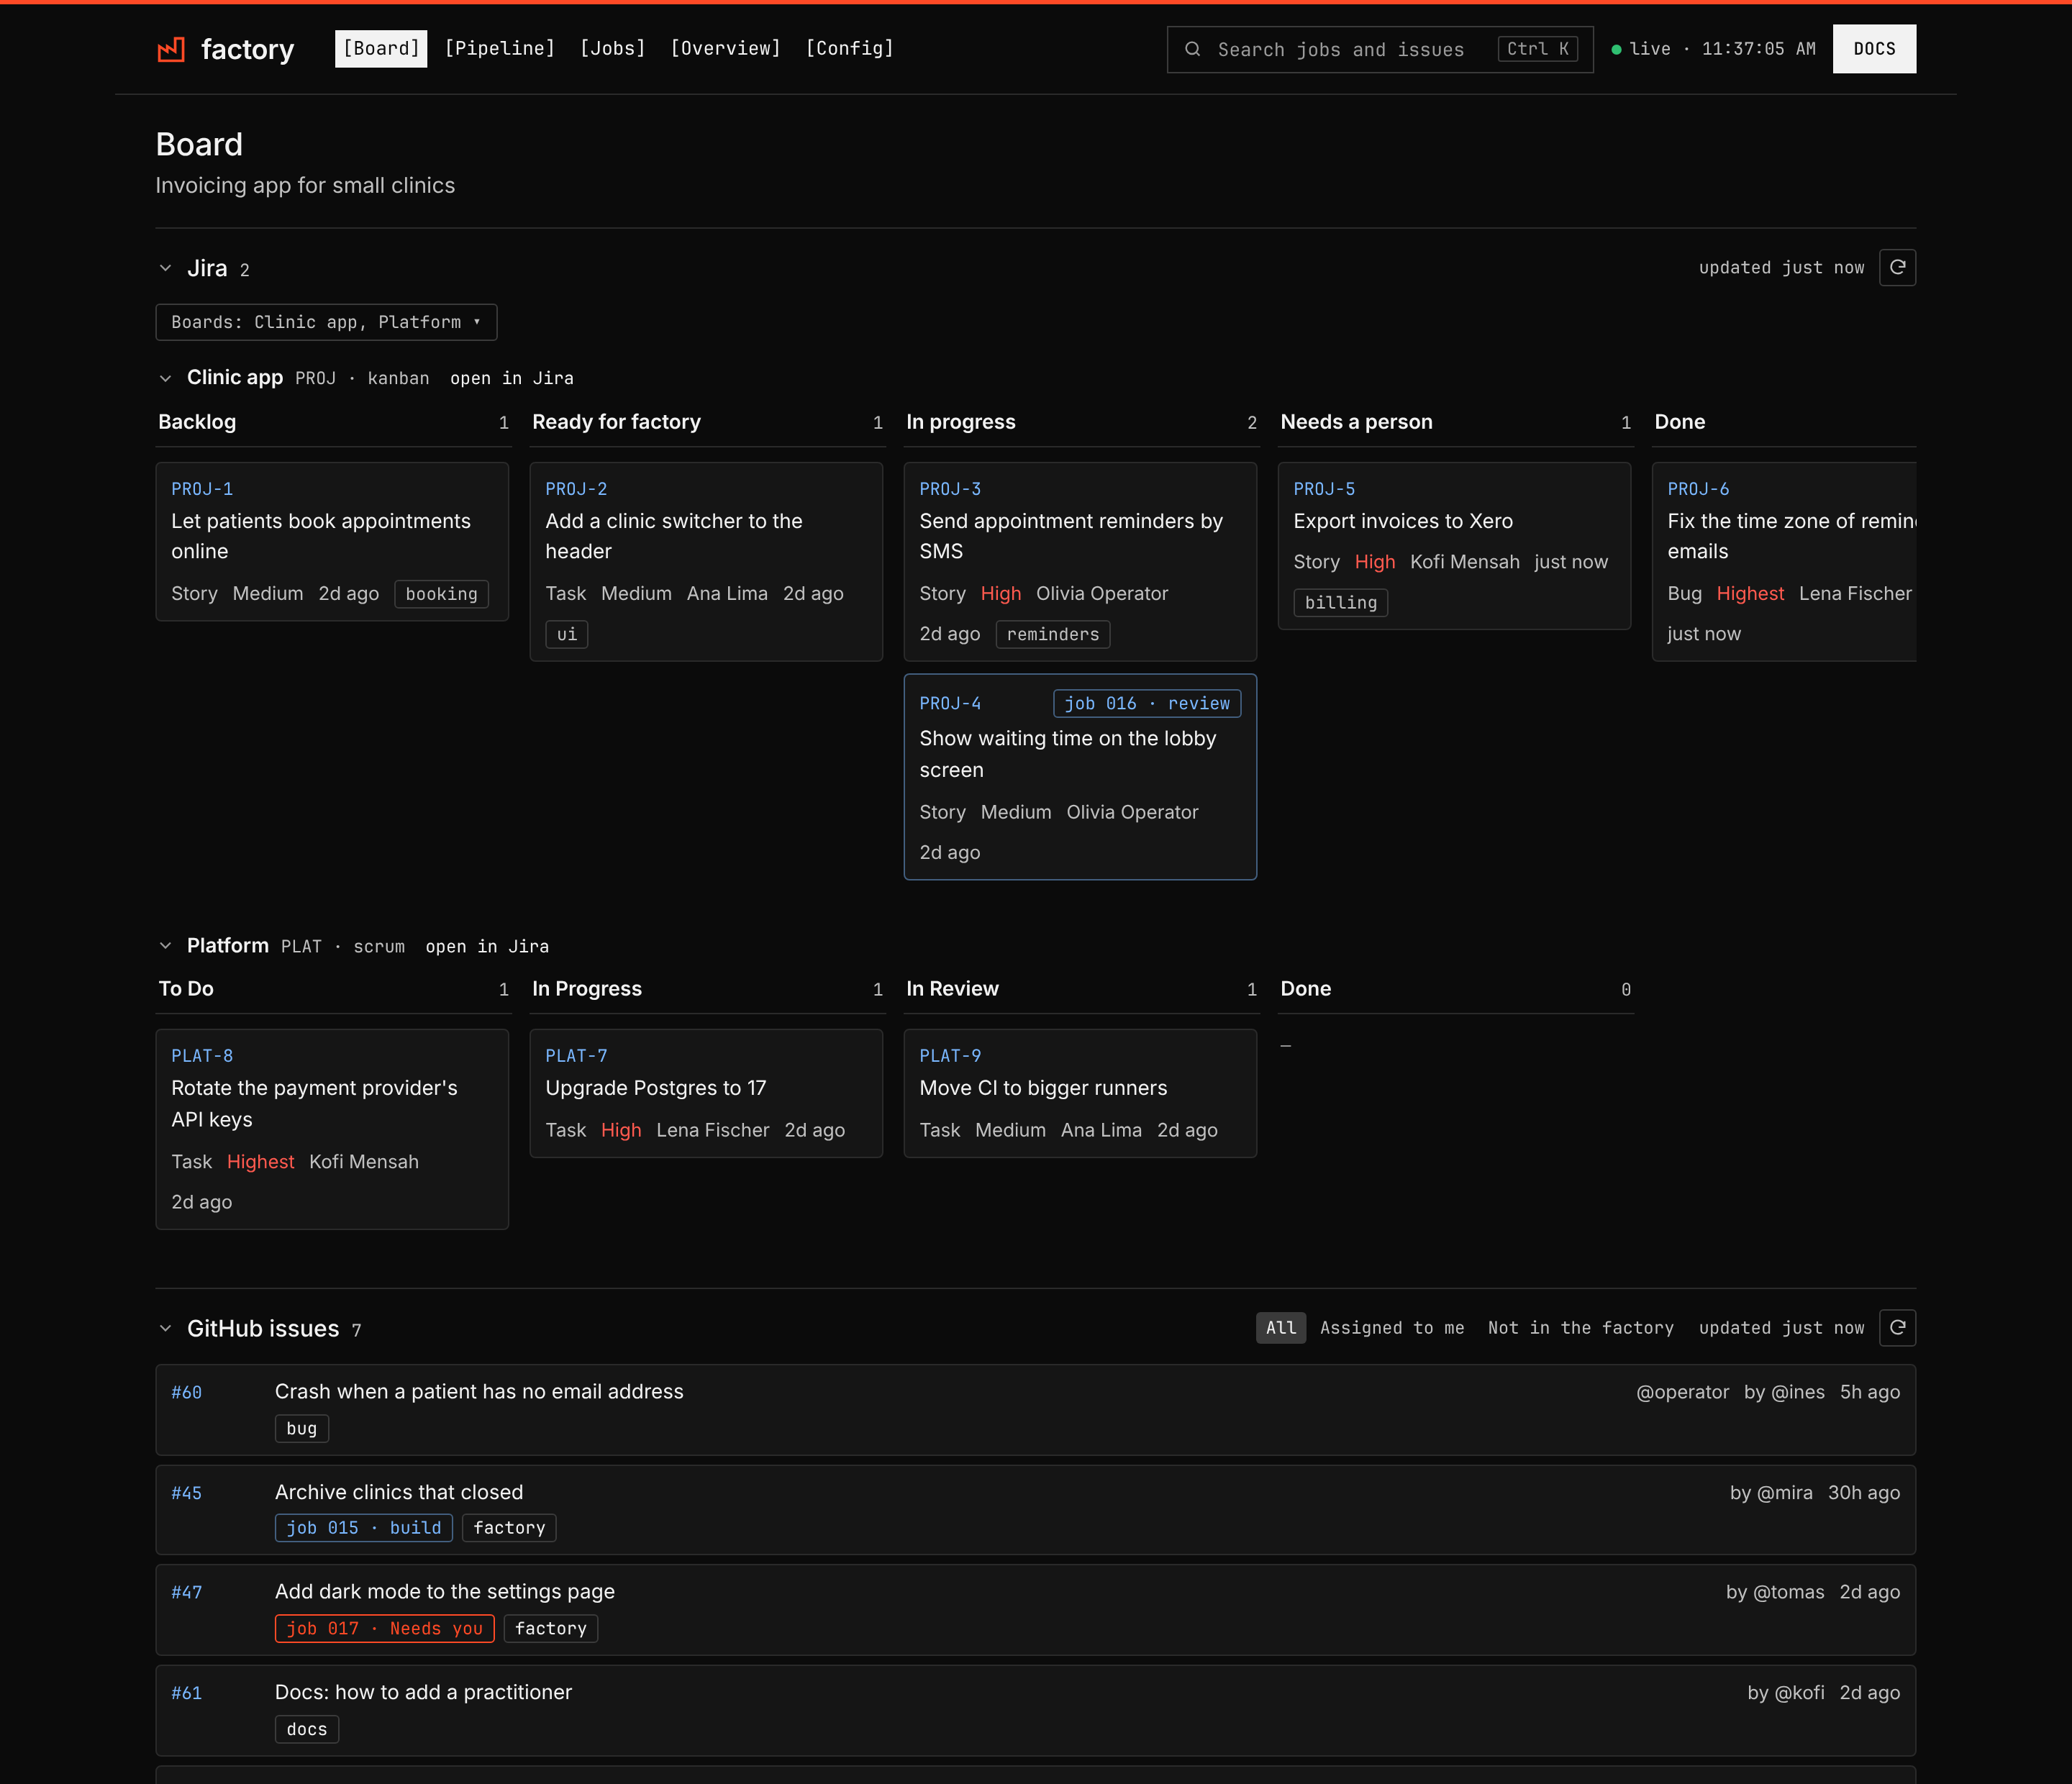 factory [Board] [Pipeline] [Jobs] [Overview] [Config] Search jobs and issues Ctrl K live · 11:37:05 AM DOCS
Board
Invoicing app for small clinics
Jira 2 updated just now
Boards: Clinic app, Platform ▾
Clinic app PROJ · kanban open in Jira
Backlog 1
PROJ-1
Let patients book appointments
online
Story Medium 2d ago booking
Ready for factory 1
PROJ-2
Add a clinic switcher to the
header
Task Medium Ana Lima 2d ago
ui
In progress 2
PROJ-3
Send appointment reminders by
SMS
Story High Olivia Operator
2d ago reminders
PROJ-4 job 016 · review
Show waiting time on the lobby
screen
Story Medium Olivia Operator
2d ago
Needs a person 1
PROJ-5
Export invoices to Xero
Story High Kofi Mensah just now
billing
Done
PROJ-6
Fix the time zone of
emails
Bug Highest Lena Fischer
just now
Platform PLAT · scrum open in Jira
To Do 1
PLAT-8
Rotate the payment provider's
API keys
Task Highest Kofi Mensah
2d ago
In Progress 1
PLAT-7
Upgrade Postgres to 17
Task High Lena Fischer 2d ago
In Review 1
PLAT-9
Move CI to bigger runners
Task Medium Ana Lima 2d ago
Done 0
—
GitHub issues 7 All Assigned to me Not in the factory updated just now
#60 Crash when a patient has no email address @operator by @ines 5h ago
bug
#45 Archive clinics that closed by @mira 30h ago
job 015 · build factory
#47 Add dark mode to the settings page by @tomas 2d ago
job 017 · Needs you factory
#61 Docs: how to add a practitioner by @kofi 2d ago
docs